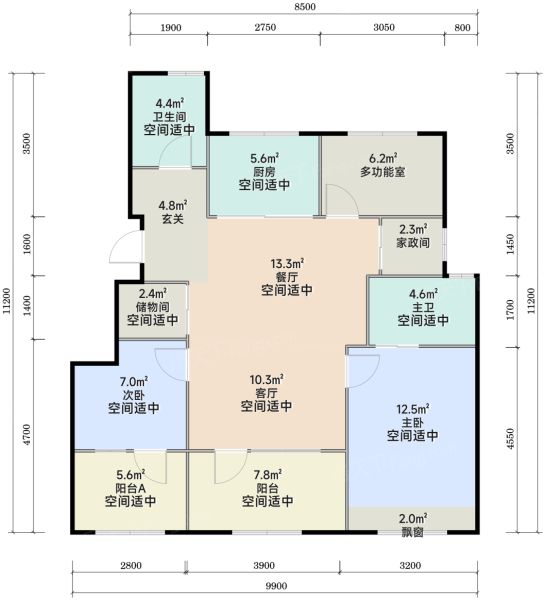 8500
1900 2750 3050 800
4.4㎡
卫生间
空间适中
5.6㎡
厨房
空间适中
6.2㎡
多功能室
4.8㎡
玄关
2.3㎡
家政间
13.3㎡
餐厅
空间适中
2.4㎡
储物间
空间适中
4.6㎡
主卫
空间适中
7.0㎡
次卧
空间适中
10.3㎡
客厅
空间适中
12.5㎡
主卧
空间适中
5.6㎡
阳台A
空间适中
7.8㎡
阳台
空间适中
2.0㎡
飘窗
11200
3500
1600
1400
4700
3500
1450
1700
4550
11200
2800 3900 3200
9900